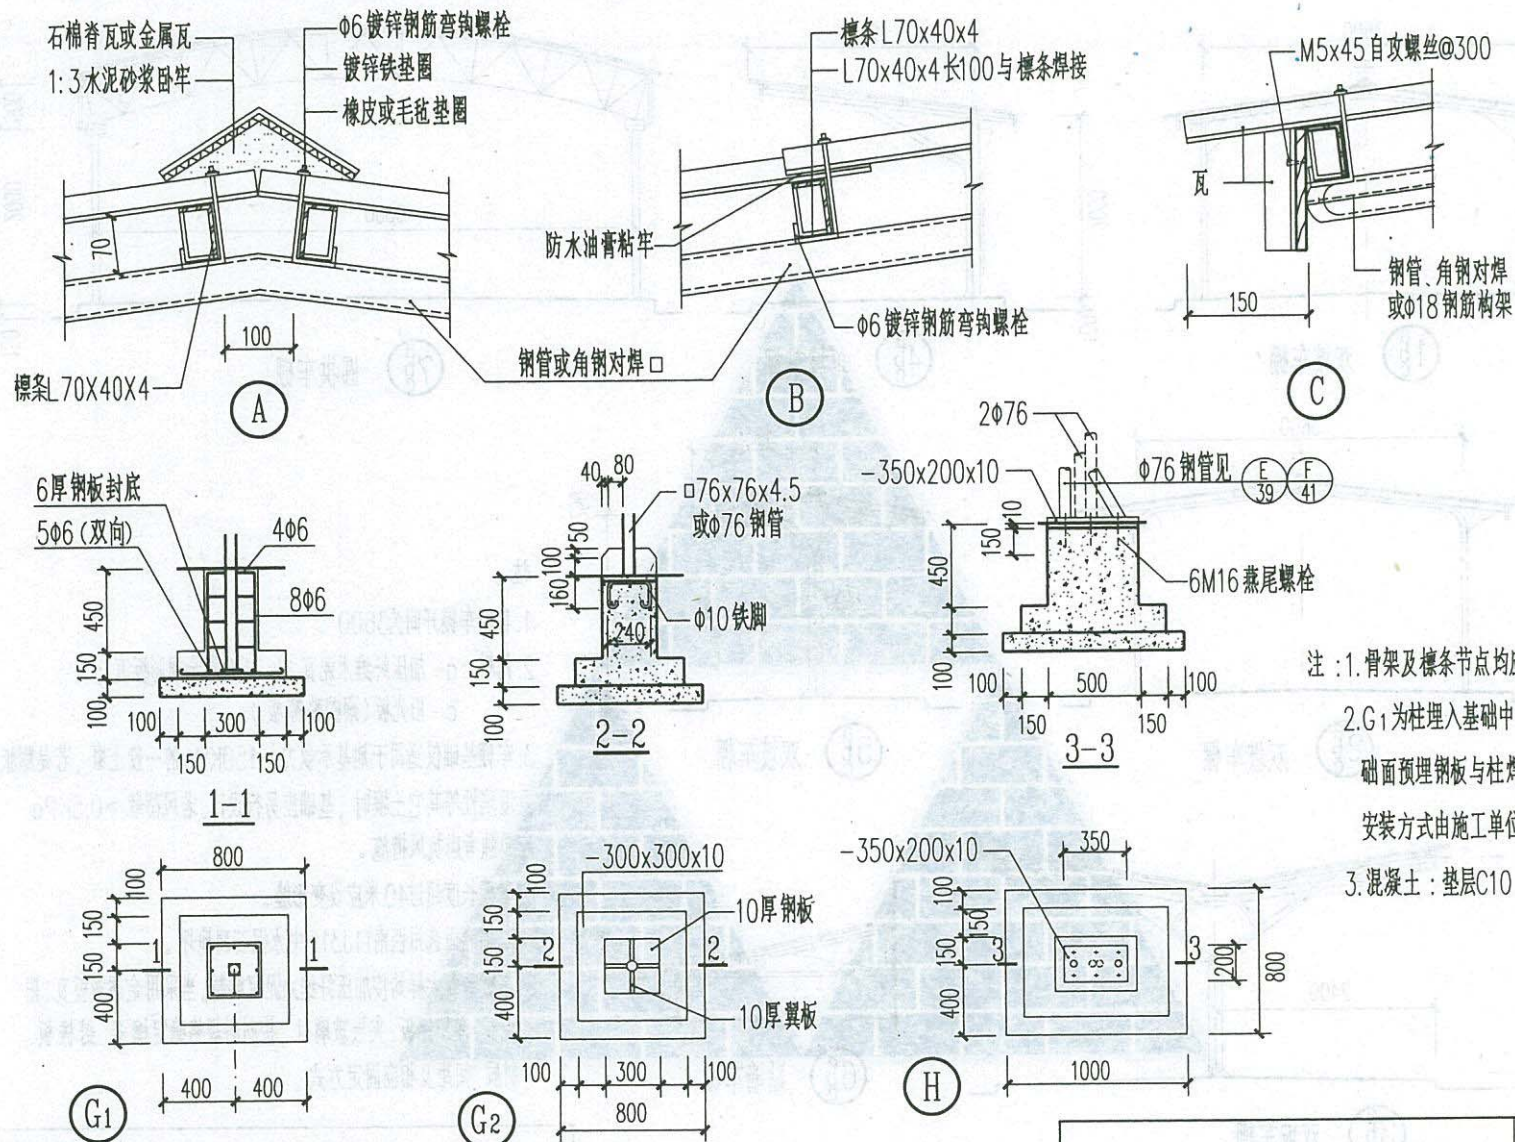 石棉脊瓦或金属瓦
1:3水泥砂浆卧牢
Φ6镀锌钢筋弯钩螺栓
镀锌铁垫圈
橡皮或毛毡垫圈
70
100
檩条L70X40X4
A
檩条L70x40x4
L70x40x4长100与檩条焊接
防水油膏粘牢
Φ6镀锌钢筋弯钩螺栓
钢管或角钢对焊□
B
M5x45自攻螺丝@300
瓦
150
钢管、角钢对焊
或Φ18钢筋构架
C
6厚钢板封底
5Φ6(双向)
4Φ6
8Φ6
450
150
100
100 300 100
150 150
1-1
40 80
□76x76x4.5
或Φ76钢管
50
100
160
Φ10铁脚
240
450
150
100
2-2
2Φ76
-350x200x10
Φ76钢管见
E
39
F
41
10
150
450
150
100
6M16燕尾螺栓
100 500 100
150 150
3-3
注:1.骨架及檩条节点均
2.G1为柱埋入基础中
础面预埋钢板与柱焊
安装方式由施工单位
3.混凝土:垫层C10
800
100
150
150
400
1 1
400 400
G1
-300x300x10
100
150
150
400
2 2
10厚钢板
10厚翼板
100 300 100
800
G2
-350x200x10
350
100
150
150
400
3 3
200
800
1000
H